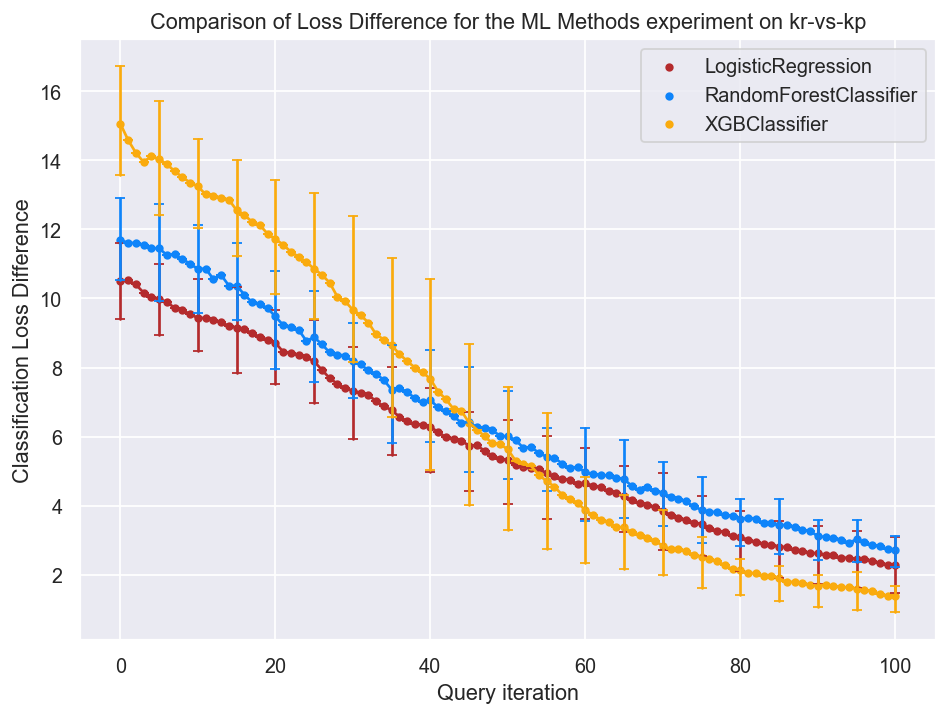 Comparison of Loss Difference for the ML Methods experiment on kr-vs-kp
LogisticRegression
RandomForestClassifier
XGBClassifier
Classification Loss Difference
16
14
12
10
8
6
4
2
0 20 40 60 80 100
Query iteration